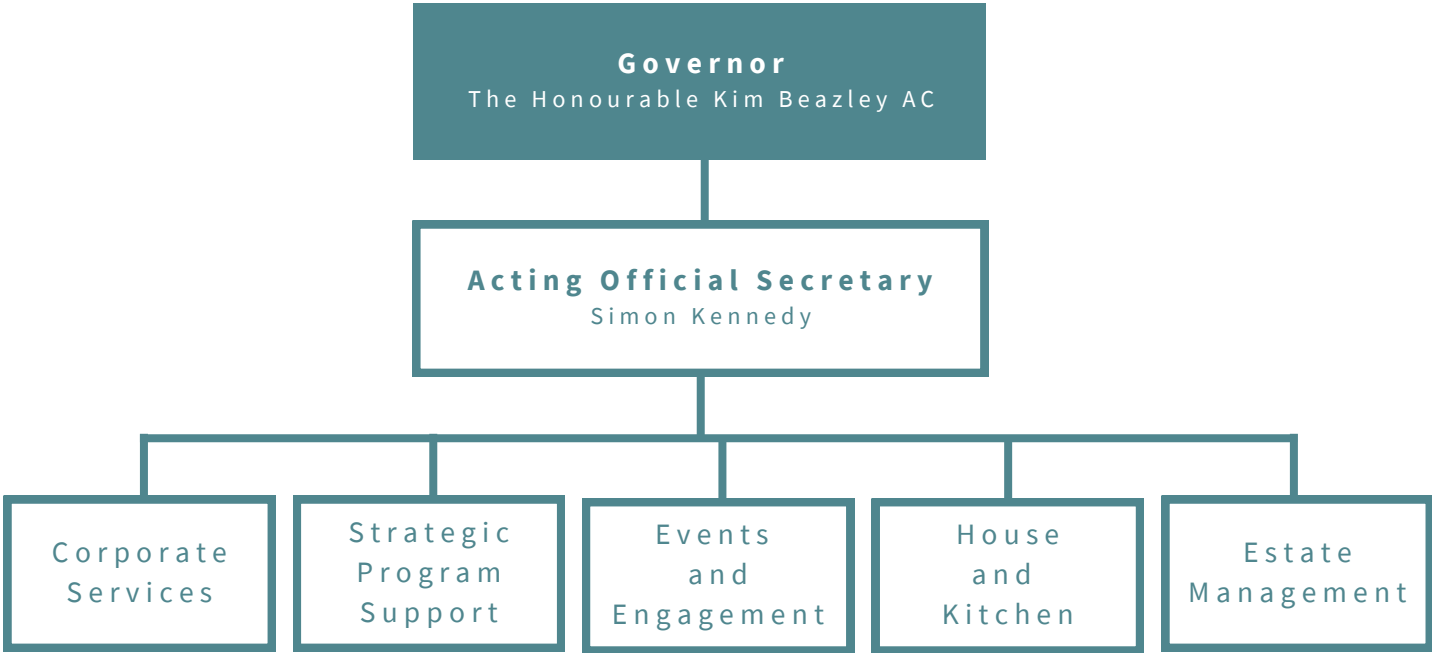 Governor
The Honourable Kim Beazley AC
Acting Official Secretary
Simon Kennedy
Corporate
Services
Strategic
Program
Support
Events
and
Engagement
House
and
Kitchen
Estate
Management